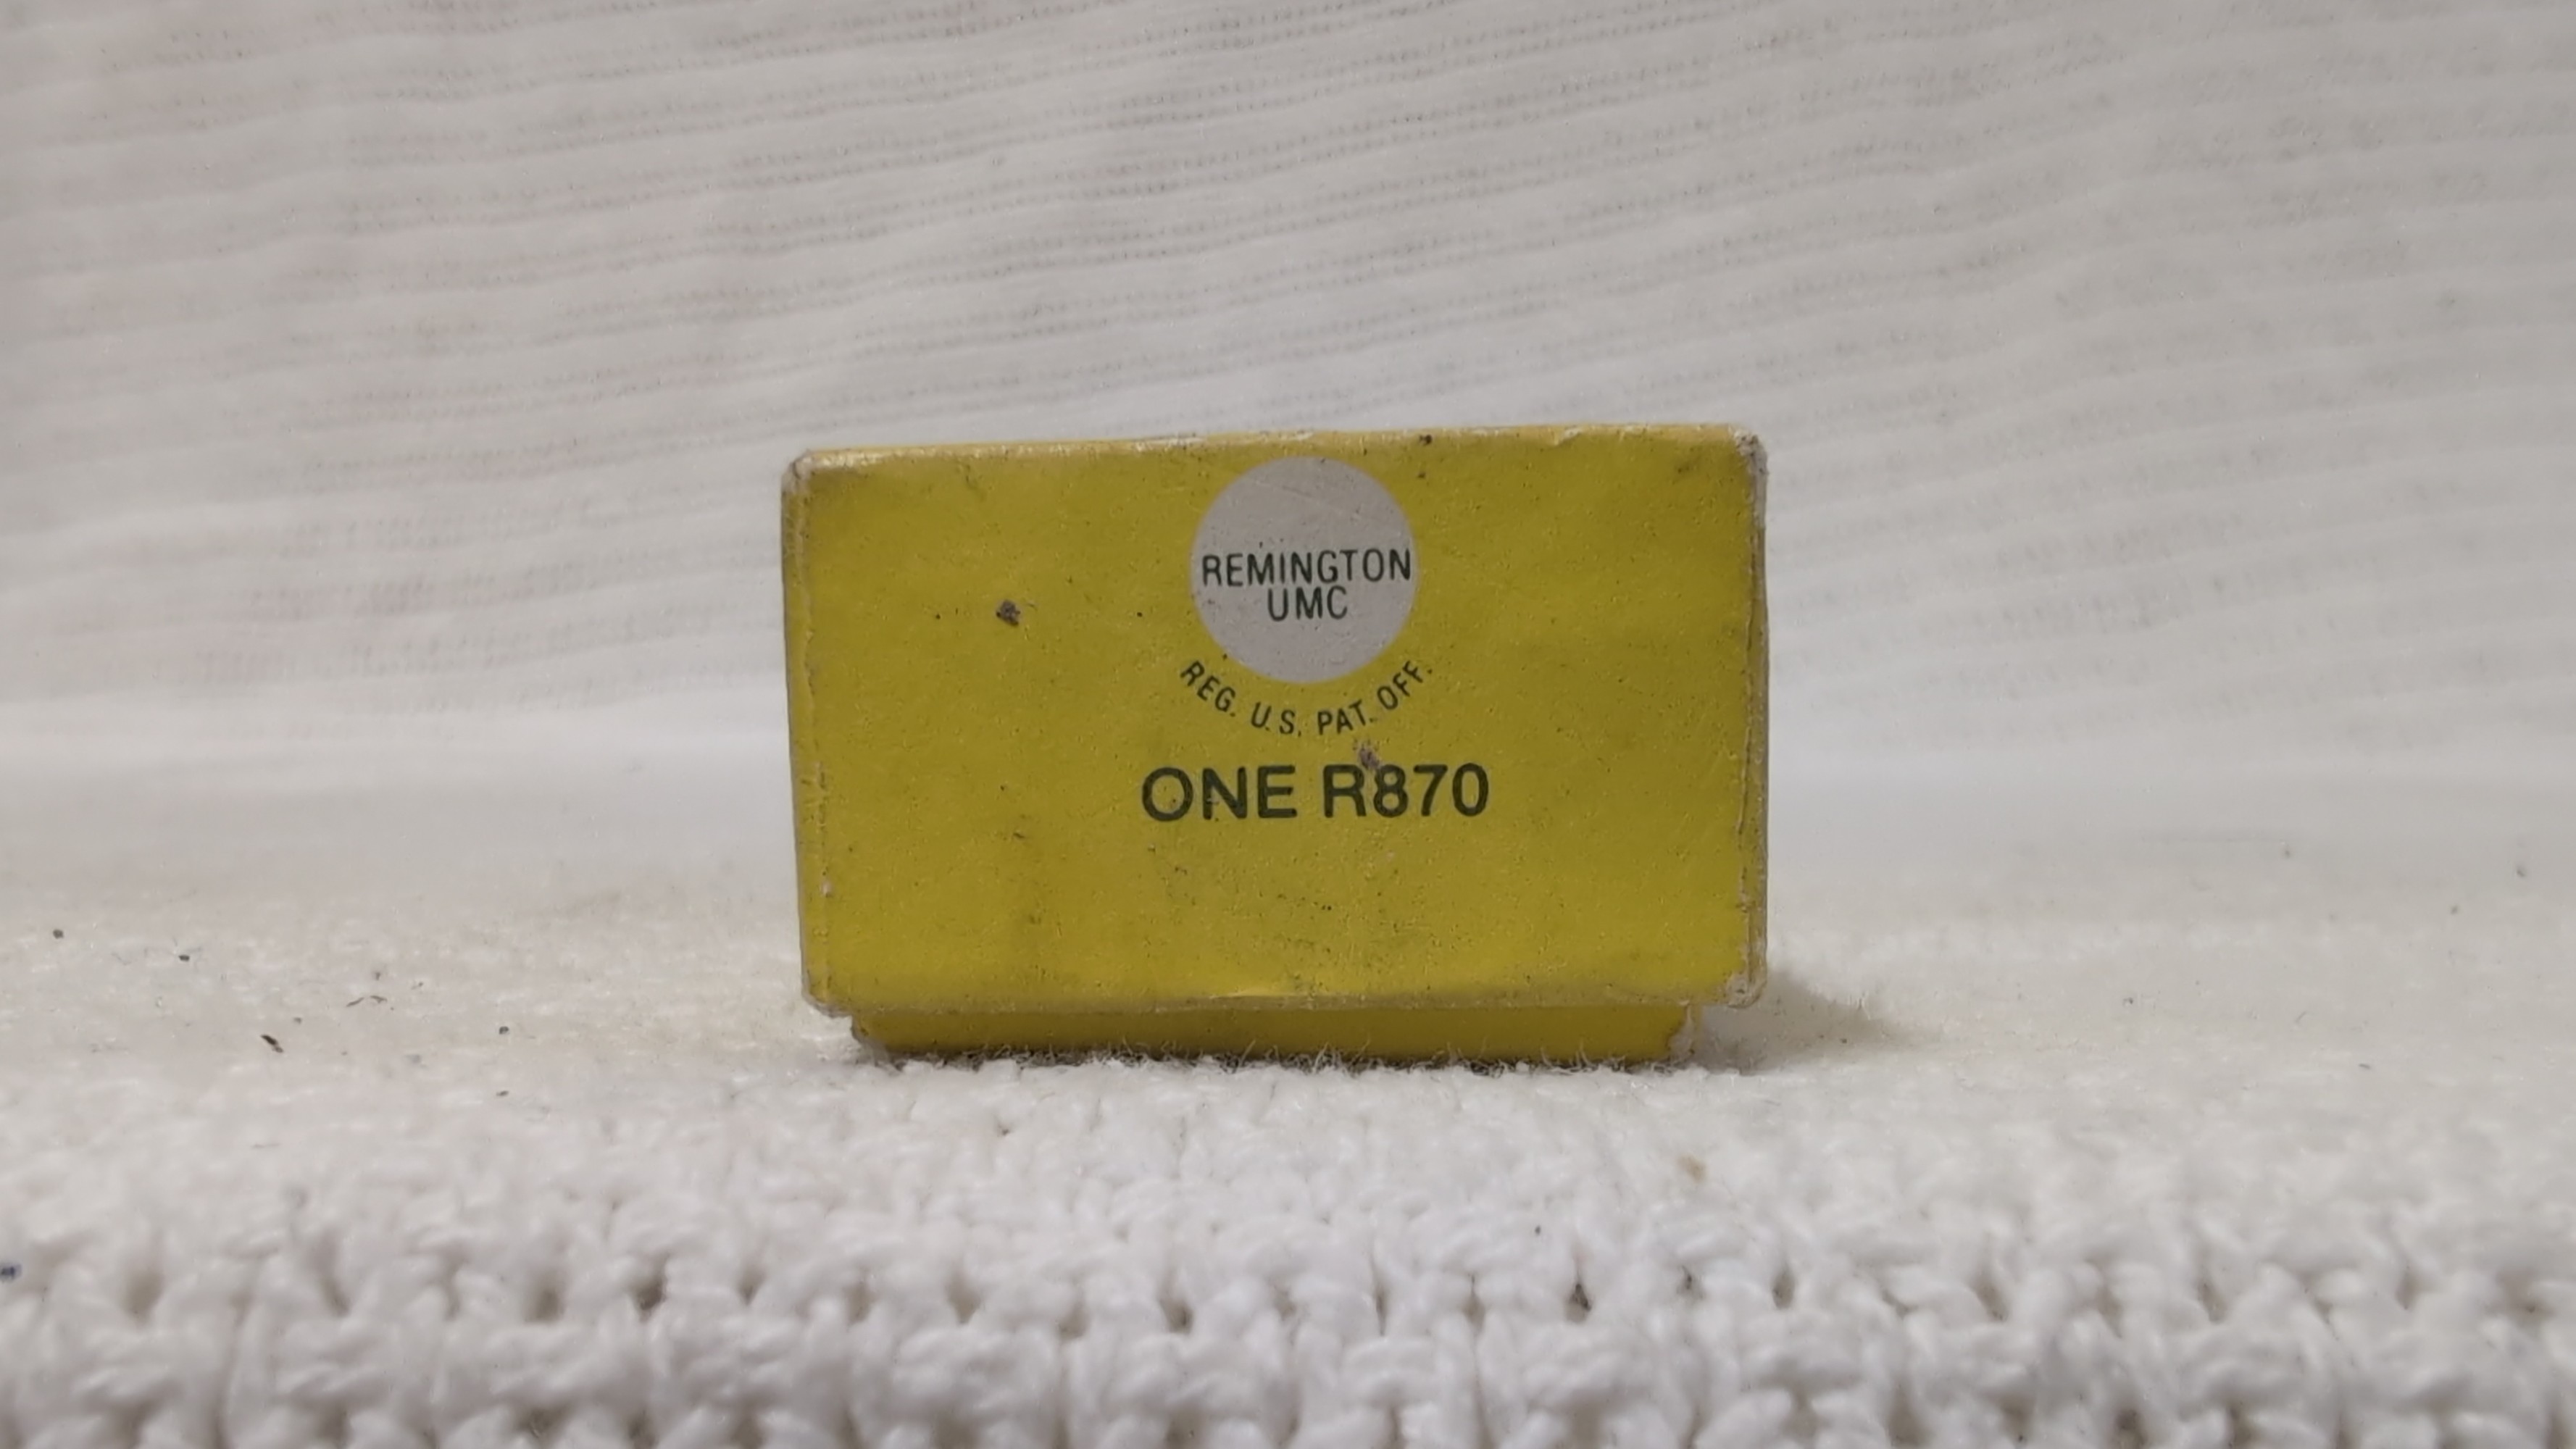 REMINGTON
UMC
REG. U.S. PAT. OFF.
ONE R870